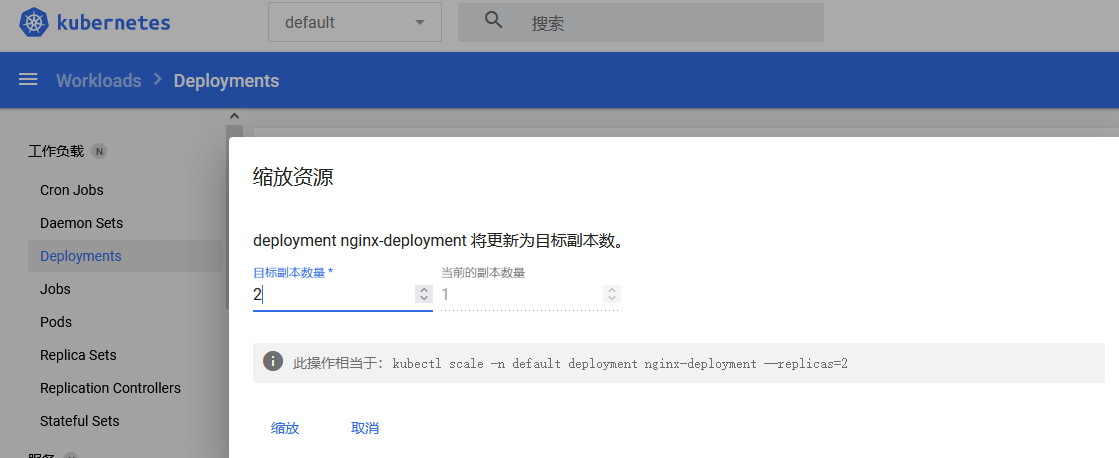 kubernetes
default
搜索
Workloads > Deployments
工作负载 N
Cron Jobs
Daemon Sets
Deployments
Jobs
Pods
Replica Sets
Replication Controllers
Stateful Sets
缩放资源
deployment nginx-deployment 将更新为目标副本数。
目标副本数量 *
2
当前的副本数量
1
此操作相当于：kubectl scale -n default deployment nginx-deployment --replicas=2
缩放
取消